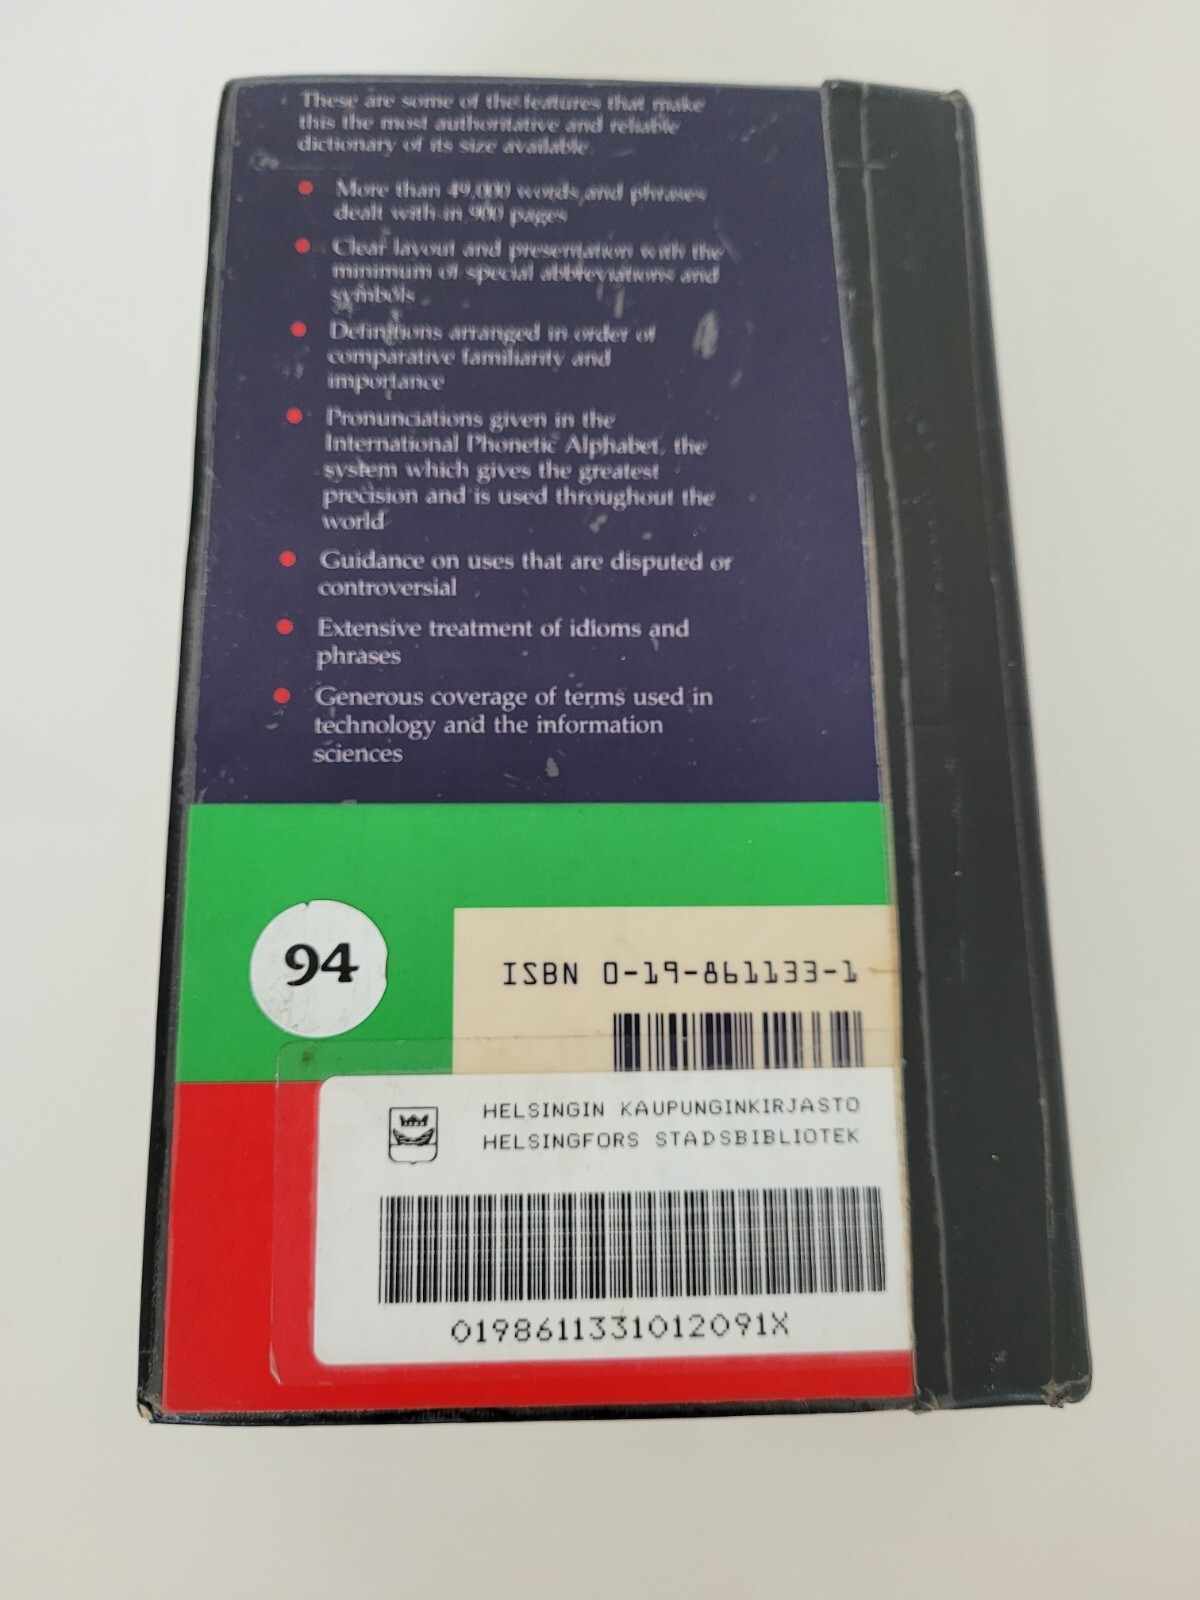 These are some of the features that make
this the most authoritative and reliable
dictionary of its size available.
More than 49,000 words and phrases
dealt with in 900 pages
Clear layout and presentation with the
minimum of special abbreviations and
symbols
Definitions arranged in order of
comparative familiarity and
importance
Pronunciations given in the
International Phonetic Alphabet, the
system which gives the greatest
precision and is used throughout the
world
Guidance on uses that are disputed or
controversial
Extensive treatment of idioms and
phrases
Generous coverage of terms used in
technology and the information
sciences
94
ISBN 0-19-861133-1
HELSINGIN KAUPUNGINKIRJASTO
HELSINGFORS STADSBIBLIOTEK
0198611331012091X